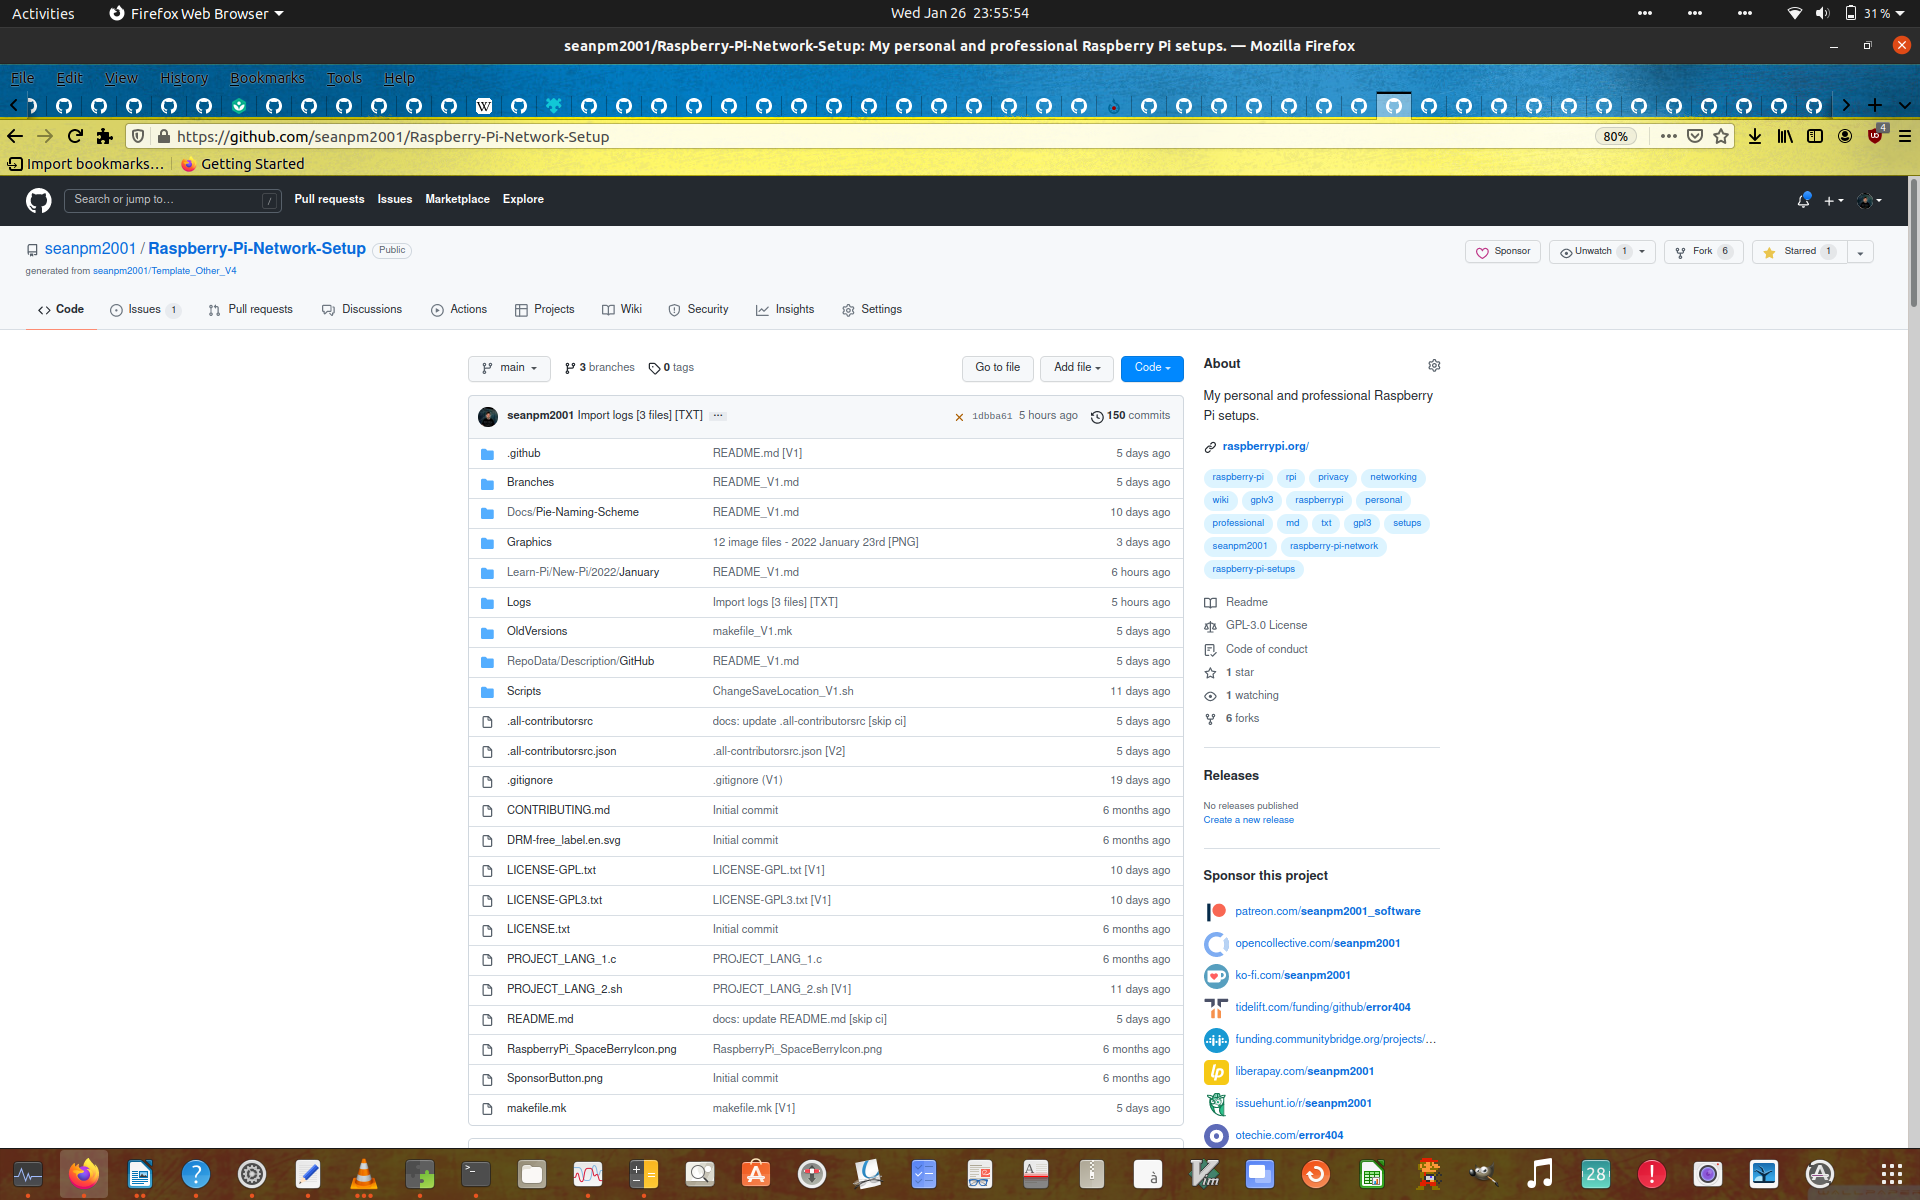 Activities Firefox Web Browser Wed Jan 26 23:55:54 31 %
seanpm2001/Raspberry-Pi-Network-Setup: My personal and professional Raspberry Pi setups. — Mozilla Firefox
File Edit View History Bookmarks Tools Help
https://github.com/seanpm2001/Raspberry-Pi-Network-Setup 80% 4
Import bookmarks… Getting Started
Search or jump to… / Pull requests Issues Marketplace Explore
seanpm2001 / Raspberry-Pi-Network-Setup Public Sponsor Unwatch 1 Fork 6 Starred 1
generated from seanpm2001/Template_Other_V4
Code Issues 1 Pull requests Discussions Actions Projects Wiki Security Insights Settings
main 3 branches 0 tags Go to file Add file Code
seanpm2001 Import logs [3 files] [TXT] … 1dbba61 5 hours ago 150 commits
.github README.md [V1] 5 days ago
Branches README_V1.md 5 days ago
Docs/Pie-Naming-Scheme README_V1.md 10 days ago
Graphics 12 image files - 2022 January 23rd [PNG] 3 days ago
Learn-Pi/New-Pi/2022/January README_V1.md 6 hours ago
Logs Import logs [3 files] [TXT] 5 hours ago
OldVersions makefile_V1.mk 5 days ago
RepoData/Description/GitHub README_V1.md 5 days ago
Scripts ChangeSaveLocation_V1.sh 11 days ago
.all-contributorsrc docs: update .all-contributorsrc [skip ci] 5 days ago
.all-contributorsrc.json .all-contributorsrc.json [V2] 5 days ago
.gitignore .gitignore (V1) 19 days ago
CONTRIBUTING.md Initial commit 6 months ago
DRM-free_label.en.svg Initial commit 6 months ago
LICENSE-GPL.txt LICENSE-GPL.txt [V1] 10 days ago
LICENSE-GPL3.txt LICENSE-GPL3.txt [V1] 10 days ago
LICENSE.txt Initial commit 6 months ago
PROJECT_LANG_1.c PROJECT_LANG_1.c 6 months ago
PROJECT_LANG_2.sh PROJECT_LANG_2.sh [V1] 11 days ago
README.md docs: update README.md [skip ci] 5 days ago
RaspberryPi_SpaceBerryIcon.png RaspberryPi_SpaceBerryIcon.png 6 months ago
SponsorButton.png Initial commit 6 months ago
makefile.mk makefile.mk [V1] 5 days ago
About
My personal and professional Raspberry
Pi setups.
raspberrypi.org/
raspberry-pi rpi privacy networking
wiki gplv3 raspberrypi personal
professional md txt gpl3 setups
seanpm2001 raspberry-pi-network
raspberry-pi-setups
Readme
GPL-3.0 License
Code of conduct
1 star
1 watching
6 forks
Releases
No releases published
Create a new release
Sponsor this project
patreon.com/seanpm2001_software
opencollective.com/seanpm2001
ko-fi.com/seanpm2001
tidelift.com/funding/github/error404
funding.communitybridge.org/projects/…
liberapay.com/seanpm2001
issuehunt.io/r/seanpm2001
otechie.com/error404
28